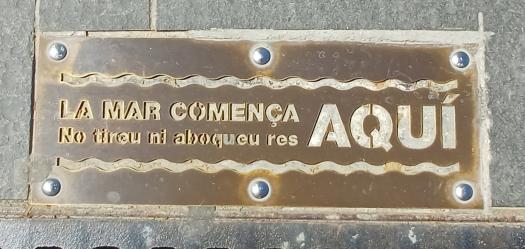 LA MAR COMENÇA AQUÍ
No tireu ni aboqueu res